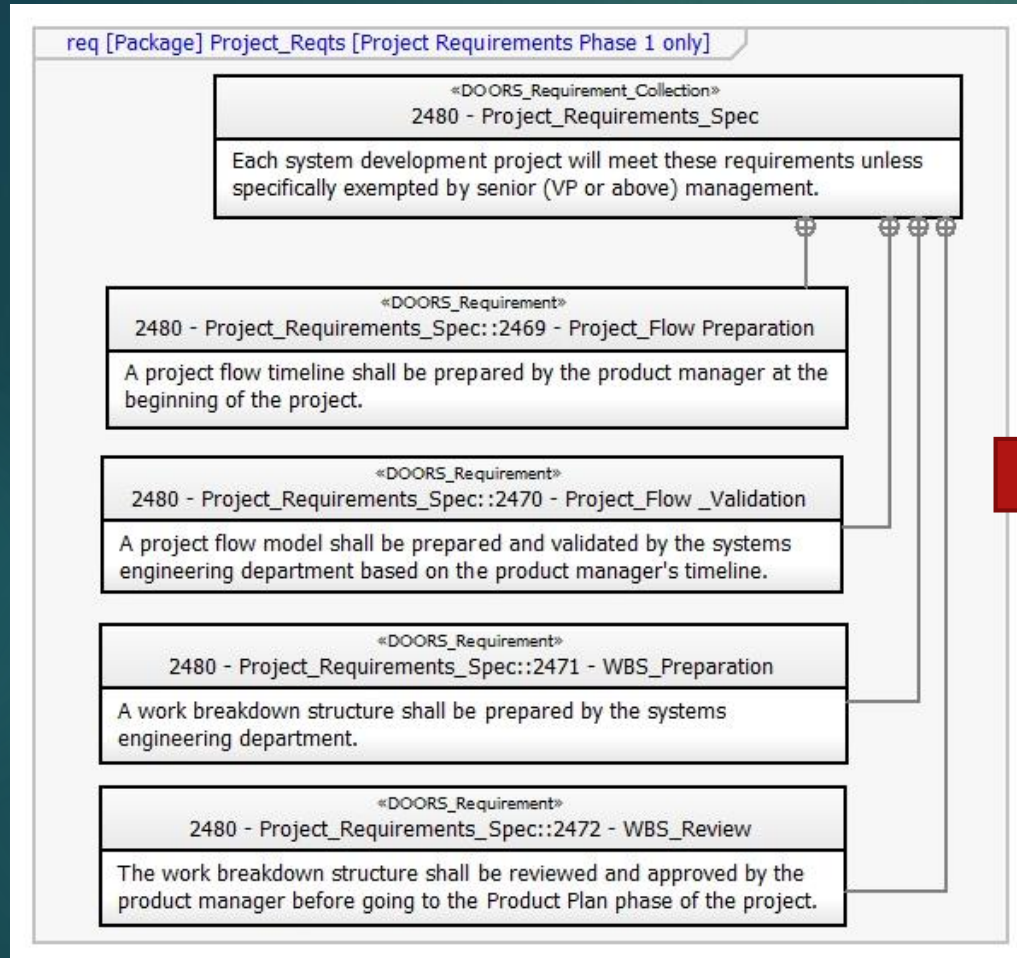 req [Package] Project_Reqts [Project Requirements Phase 1 only]
«DOORS_Requirement_Collection»
2480 - Project_Requirements_Spec
Each system development project will meet these requirements unless
specifically exempted by senior (VP or above) management.
«DOORS_Requirement»
2480 - Project_Requirements_Spec::2469 - Project_Flow Preparation
A project flow timeline shall be prepared by the product manager at the
beginning of the project.
«DOORS_Requirement»
2480 - Project_Requirements_Spec::2470 - Project_Flow _Validation
A project flow model shall be prepared and validated by the systems
engineering department based on the product manager's timeline.
«DOORS_Requirement»
2480 - Project_Requirements_Spec::2471 - WBS_Preparation
A work breakdown structure shall be prepared by the systems
engineering department.
«DOORS_Requirement»
2480 - Project_Requirements_Spec::2472 - WBS_Review
The work breakdown structure shall be reviewed and approved by the
product manager before going to the Product Plan phase of the project.